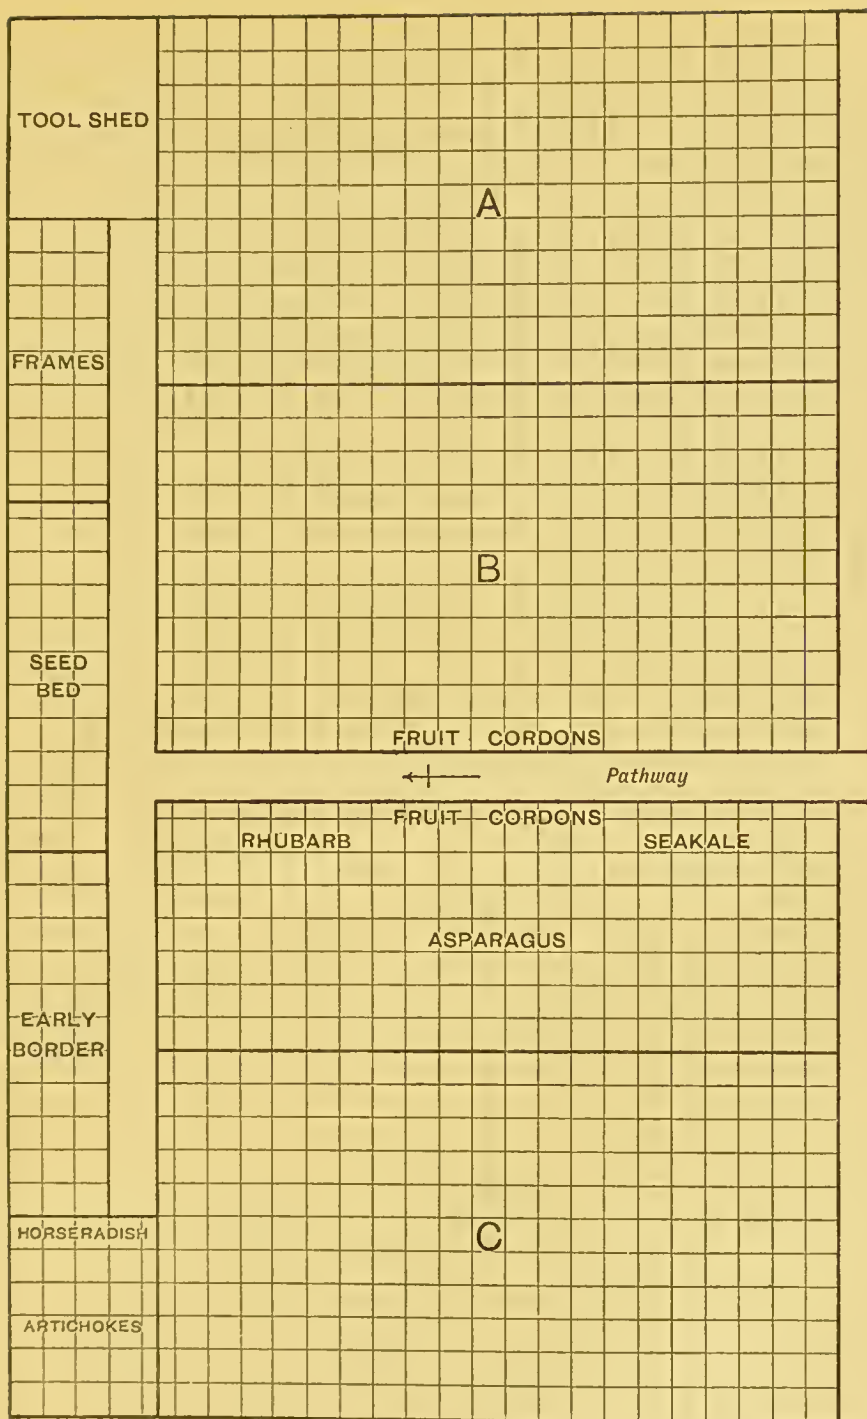 TOOL SHED
A
FRAMES
B
SEED
BED
FRUIT CORDONS
Pathway
FRUIT CORDONS
RHUBARB SEAKALE
ASPARAGUS
EARLY
BORDER
HORSERADISH
C
ARTICHOKES